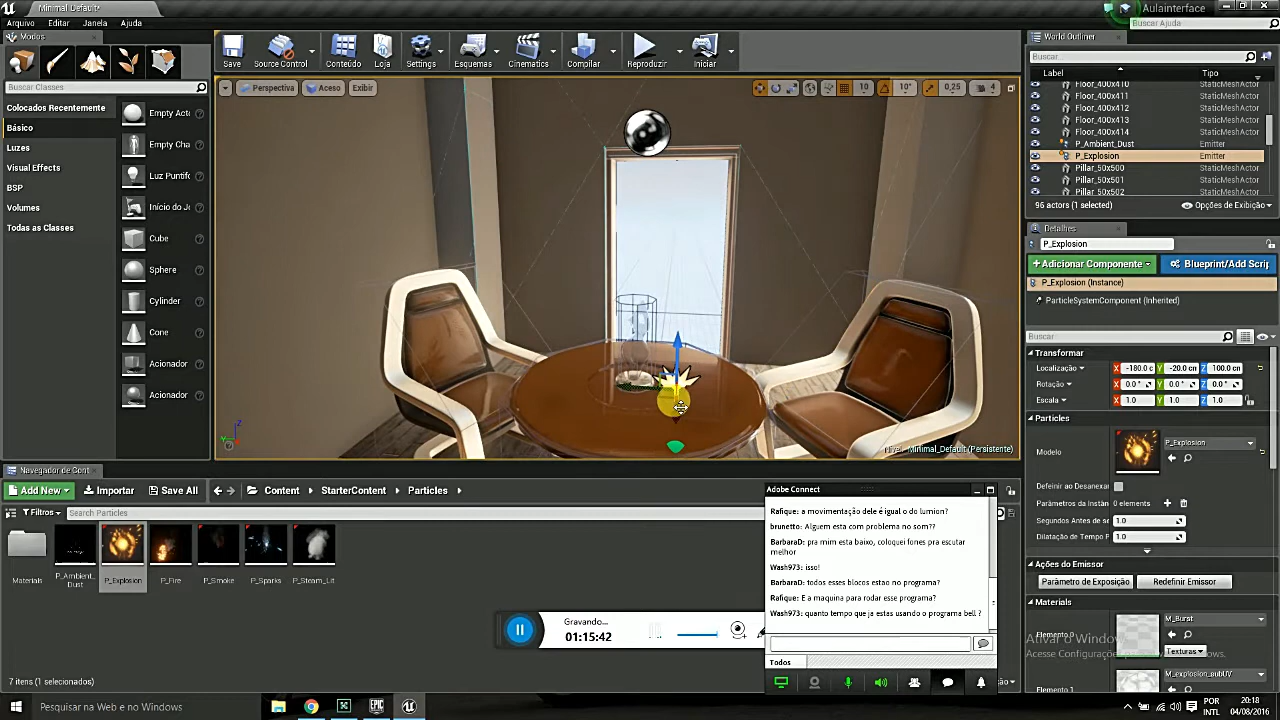 Minimal_Default*
Aulainterface
Arquivo Editar Janela Ajuda
Buscar Ajuda
Modos
Save Source Control Conteúdo Loja Settings Esquemas Cinematics Compilar Reproduzir Iniciar
World Outliner
Buscar
Label Tipo
Floor_400x410 StaticMeshActor
Floor_400x411 StaticMeshActor
Floor_400x412 StaticMeshActor
Floor_400x413 StaticMeshActor
Floor_400x414 StaticMeshActor
P_Ambient_Dust Emitter
P_Explosion Emitter
Pillar_50x500 StaticMeshActor
Pillar_50x501 StaticMeshActor
Pillar_50x502 StaticMeshActor
96 actors (1 selected) Opções de Exibição
Buscar Classes
Colocados Recentemente
Básico
Luzes
Visual Effects
BSP
Volumes
Todas as Classes
Empty Act
Empty Cha
Luz Puntif
Início do J
Cube
Sphere
Cylinder
Cone
Acionador
Acionador
Perspectiva Aceso Exibir
10 10° 0,25 4
Minimal_Default (Persistente)
Detalhes
P_Explosion
Adicionar Componente Blueprint/Add Scrip
P_Explosion (Instance)
ParticleSystemComponent (Inherited)
Buscar
Transformar
Localização X -180.0 c Y -20.0 cm Z 100.0 cm
Rotação X 0.0 ° Y 0.0 ° Z 0.0 °
Escala X 1.0 Y 1.0 Z 1.0
Particles
Modelo P_Explosion
Definir ao Desanexa
Parâmetros da Instân 0 elements
Segundos Antes de s 1.0
Dilatação de Tempo P 1.0
Ações do Emissor
Parâmetro de Exposição Redefinir Emissor
Materials
Elemento 0 M_Burst
Texturas
Elemento 1 M_explosion_subUV
Ativar o Windows
Acesse Configurações
Navegador de Cont
Add New Importar Save All Content StarterContent Particles
Filtros Search Particles
Materials
P_Ambient_
Dust
P_Explosion
P_Fire
P_Smoke
P_Sparks
P_Steam_Lit
7 itens (1 selecionados)
Gravando...
01:15:42
Adobe Connect
Rafique: a movimentação dele é igual o do lumion?
brunetto: Alguem esta com problema no som??
BarbaraD: pra mim esta baixo, coloquei fones pra escutar
melhor
Wash973: isso!
BarbaraD: todos esses blocos estao no programa?
Rafique: E a maquina para rodar esse programa?
Wash973: quanto tempo que ja estas usando o programa bell ?
Todos
Pesquisar na Web e no Windows
POR
INTL
20:18
04/08/2016